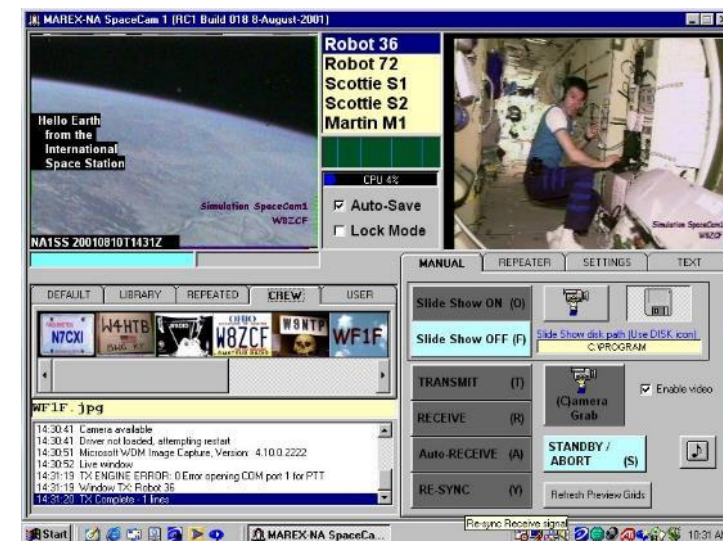 MAREX-NA SpaceCam 1 (RC1 Build 018 8-August-2001)
Hello Earth
from the
International
Space Station
Simulation SpaceCam1
W8ZCF
NA1SS 20010810T1431Z
Robot 36
Robot 72
Scottie S1
Scottie S2
Martin M1
CPU 4%
Auto-Save
Lock Mode
Simulation SpaceCam1
W8ZCF
DEFAULT LIBRARY REPEATED CREW USER
N7CXI W4HTB OHIO W8ZCF W8NTP WF1F
WF1F.jpg
14:30:41 Camera available
14:30:41 Driver not loaded, attempting restart
14:30:51 Microsoft WDM Image Capture, Version: 4.10.0.2222
14:30:52 Live window
14:31:19 TX ENGINE ERROR: 0 Error opening COM port 1 for PTT
14:31:19 Window TX: Robot 36
14:31:20 TX Complete - 1 lines
MANUAL REPEATER SETTINGS TEXT
Slide Show ON (O)
Slide Show OFF (F)
Slide Show disk path (Use DISK icon)
C:\PROGRAM
TRANSMIT (T)
RECEIVE (R)
Auto-RECEIVE (A)
RE-SYNC (Y)
(C)amera
Grab
Enable video
STANDBY /
ABORT (S)
Refresh Preview Grids
Re-sync Receive signal
Start
MAREX-NA SpaceCa...
10:31 A